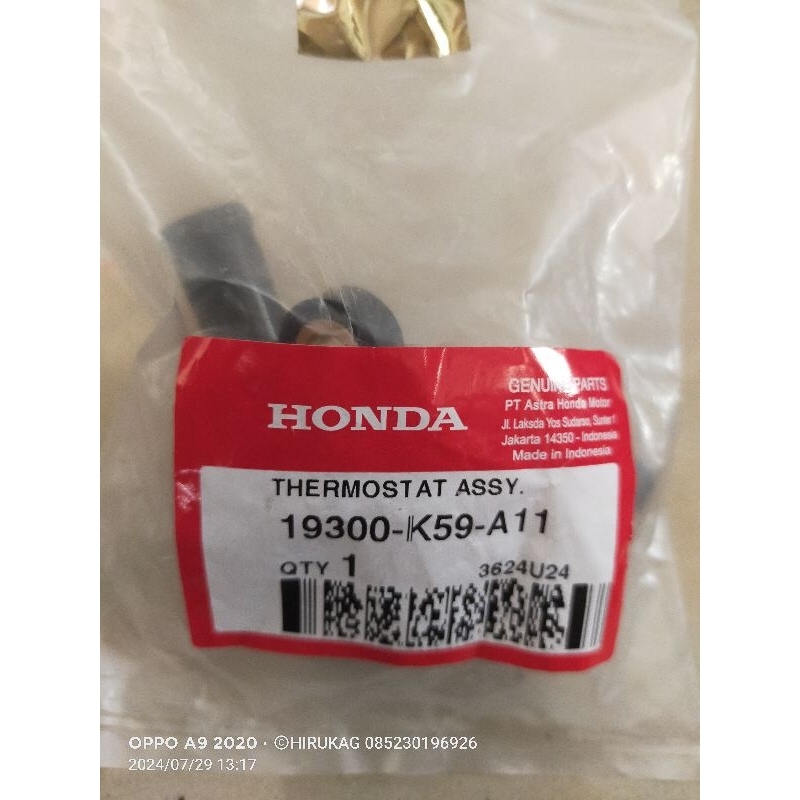 HONDA
GENUINE PARTS
PT Astra Honda Motor
Jl. Laksda Yos Sudarso, Sunter 1
Jakarta 14350 - Indonesia
Made in Indonesia
THERMOSTAT ASSY.
19300-K59-A11
QTY 1 3624U24
OPPO A9 2020 · ©HIRUKAG 085230196926
2024/07/29 13:17